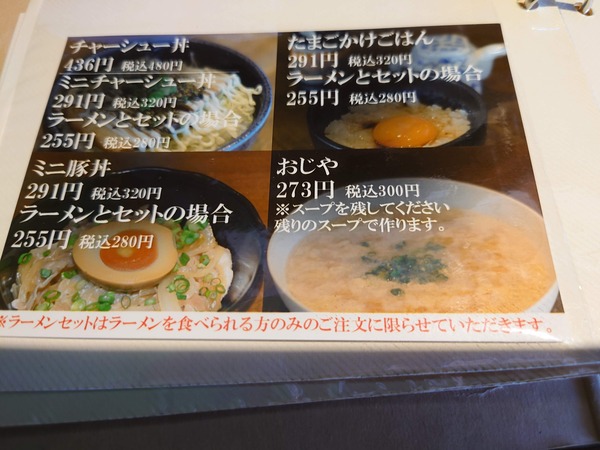 チャーシュー丼
436円 税込480円
ミニチャーシュー丼
291円 税込320円
ラーメンとセットの場合
255円 税込280円
たまごかけごはん
291円 税込320円
ラーメンとセットの場合
255円 税込280円
ミニ豚丼
291円 税込320円
ラーメンとセットの場合
255円 税込280円
おじや
273円 税込300円
※スープを残してください
残りのスープで作ります。
※ラーメンセットはラーメンを食べられる方のみのご注文に限らせていただきます。